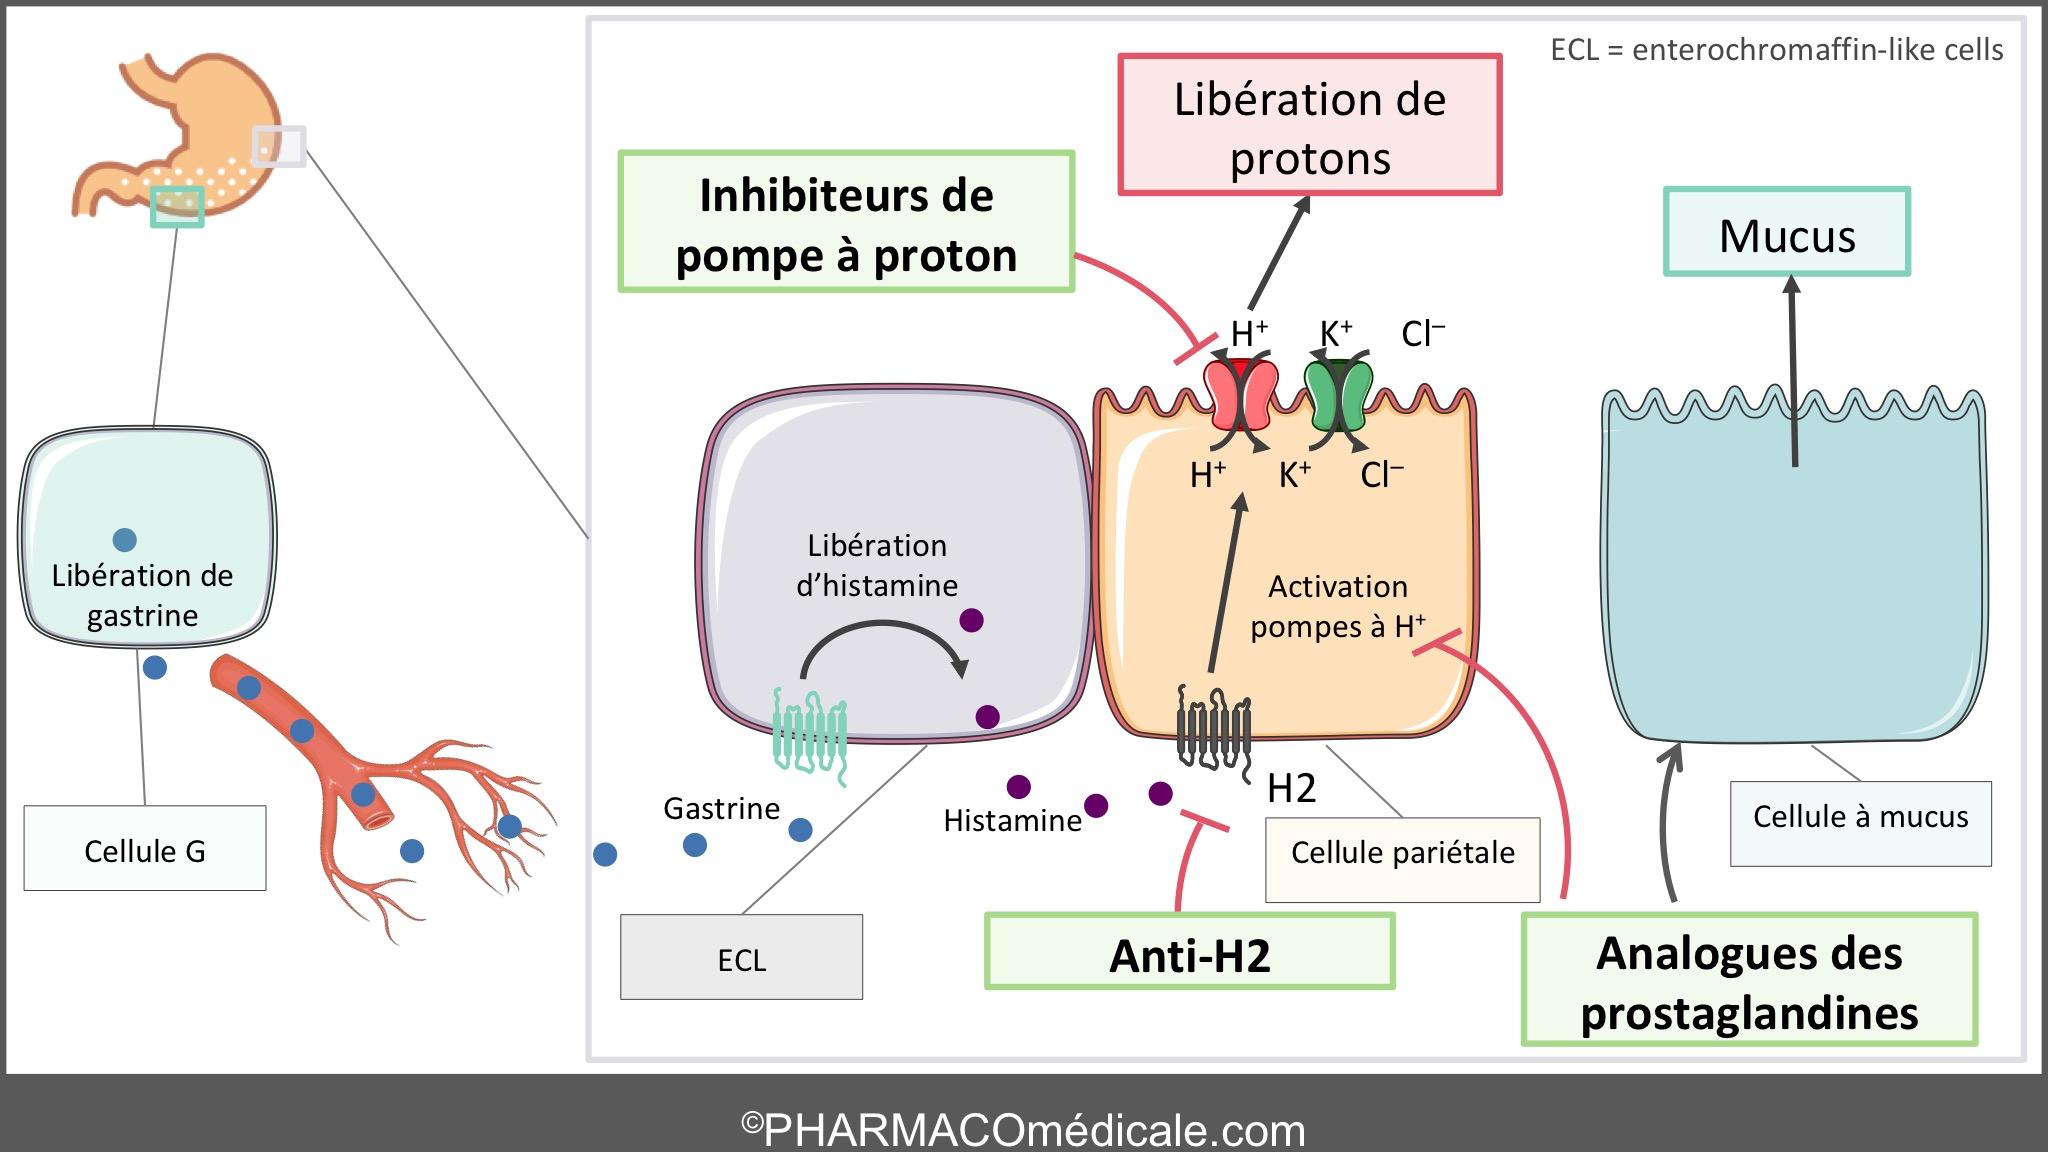 ECL = enterochromaffin-like cells
Libération de
protons
Inhibiteurs de
pompe à proton
Mucus
H⁺ K⁺ Cl⁻
H⁺ K⁺ Cl⁻
Libération
d’histamine
Activation
pompes à H⁺
Libération de
gastrine
Gastrine
Histamine
H2
Cellule G
Cellule pariétale
Cellule à mucus
ECL
Anti-H2
Analogues des
prostaglandines
©PHARMACOmédicale.com